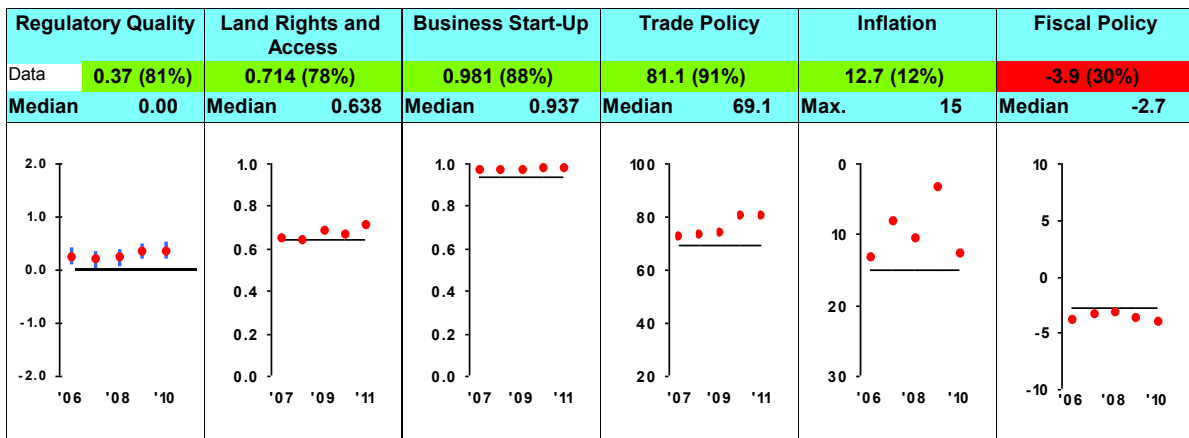 Regulatory Quality
Land Rights and
Access
Business Start-Up
Trade Policy
Inflation
Fiscal Policy
Data 0.37 (81%)
0.714 (78%)
0.981 (88%)
81.1 (91%)
12.7 (12%)
-3.9 (30%)
Median 0.00
Median 0.638
Median 0.937
Median 69.1
Max. 15
Median -2.7
2.0
1.0
0.0
-1.0
-2.0
'06 '08 '10
1.0
0.8
0.6
0.4
0.2
0.0
'07 '09 '11
1.0
0.8
0.6
0.4
0.2
0.0
'07 '09 '11
100
80
60
40
20
'07 '09 '11
0
10
20
30
'06 '08 '10
10
5
0
-5
-10
'06 '08 '10